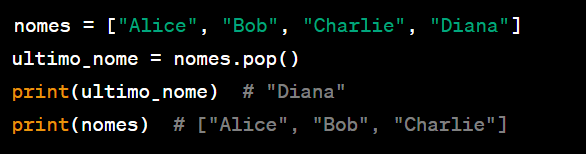 nomes = ["Alice", "Bob", "Charlie", "Diana"]
ultimo_nome = nomes.pop()
print(ultimo_nome)  # "Diana"
print(nomes)  # ["Alice", "Bob", "Charlie"]